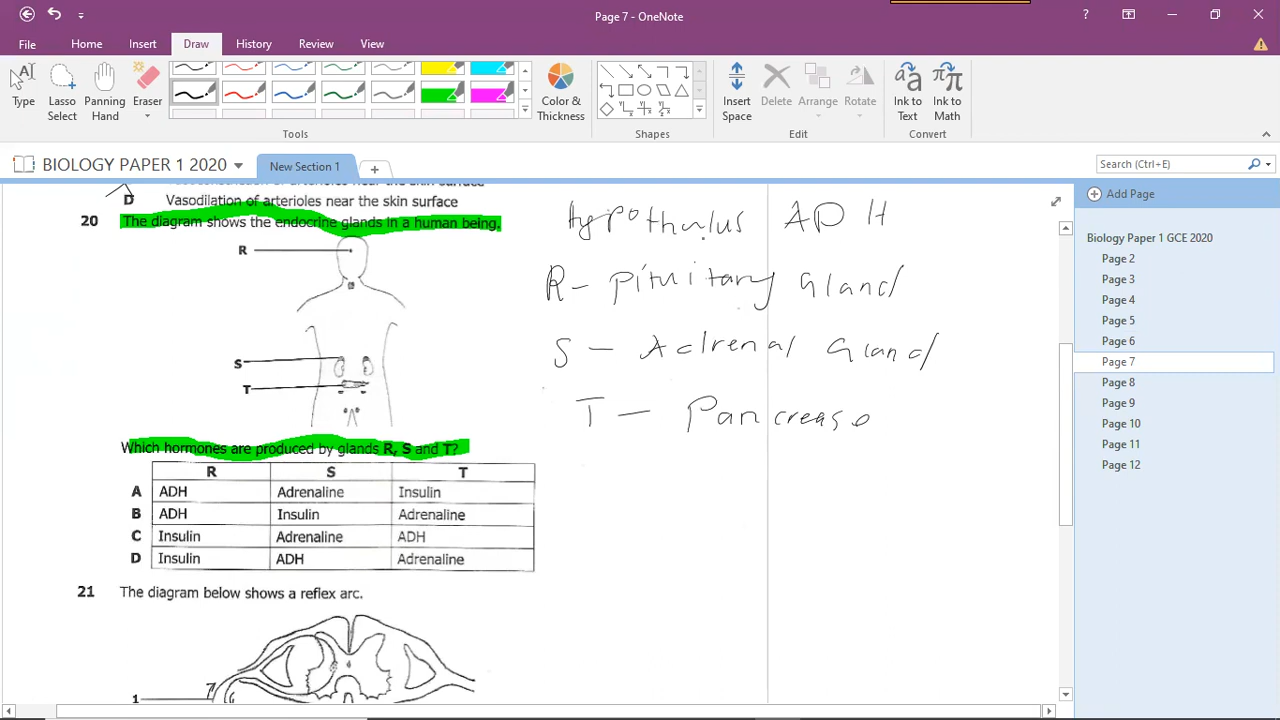 Page 7 - OneNote
File Home Insert Draw History Review View
Type
Lasso Select
Panning Hand
Eraser
Color & Thickness
Insert Space
Delete
Arrange
Rotate
Ink to Text
Ink to Math
Tools
Shapes
Edit
Convert
BIOLOGY PAPER 1 2020
New Section 1
Search (Ctrl+E)
Add Page
Biology Paper 1 GCE 2020
Page 2
Page 3
Page 4
Page 5
Page 6
Page 7
Page 8
Page 9
Page 10
Page 11
Page 12
D Vasodilation of arterioles near the skin surface
20 The diagram shows the endocrine glands in a human being.
R
S
T
Which hormones are produced by glands R, S and T?
R S T
A ADH Adrenaline Insulin
B ADH Insulin Adrenaline
C Insulin Adrenaline ADH
D Insulin ADH Adrenaline
21 The diagram below shows a reflex arc.
1
Hypothulus ADH
R- Pituitary Gland
S - Adrenal Gland
T - Pancrease